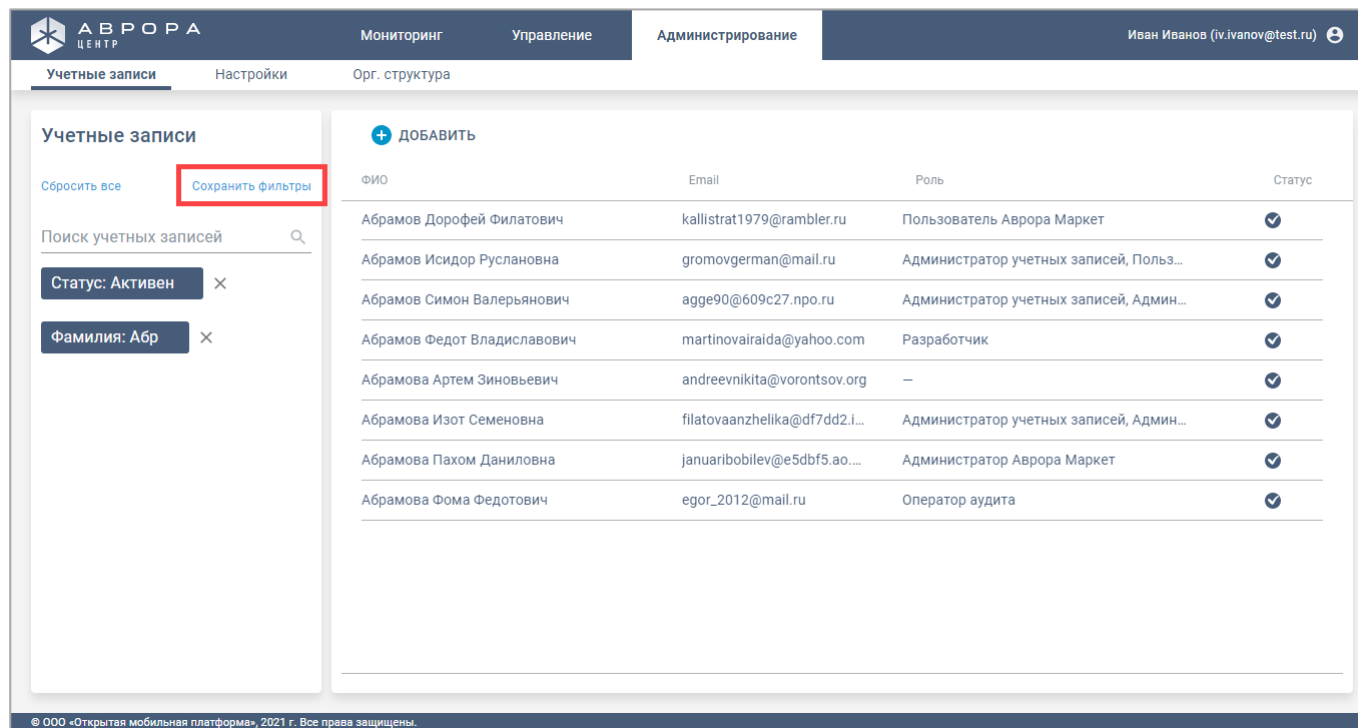 АВРОРА
ЦЕНТР
Мониторинг Управление Администрирование Иван Иванов (iv.ivanov@test.ru)
Учетные записи Настройки Орг. структура
Учетные записи
Сбросить все Сохранить фильтры
Поиск учетных записей
Статус: Активен
Фамилия: Абр
ДОБАВИТЬ
ФИО Email Роль Статус
Абрамов Дорофей Филатович kallistrat1979@rambler.ru Пользователь Аврора Маркет
Абрамов Исидор Руслановна gromovgerman@mail.ru Администратор учетных записей, Польз...
Абрамов Симон Валерьянович agge90@609c27.npo.ru Администратор учетных записей, Админ...
Абрамов Федот Владиславович martinovairaida@yahoo.com Разработчик
Абрамова Артем Зиновьевич andreevnikita@vorontsov.org —
Абрамова Изот Семеновна filatovaanzhelika@df7dd2.i... Администратор учетных записей, Админ...
Абрамова Пахом Даниловна januaribobilev@e5dbf5.ao.... Администратор Аврора Маркет
Абрамова Фома Федотович egor_2012@mail.ru Оператор аудита
© ООО «Открытая мобильная платформа», 2021 г. Все права защищены.